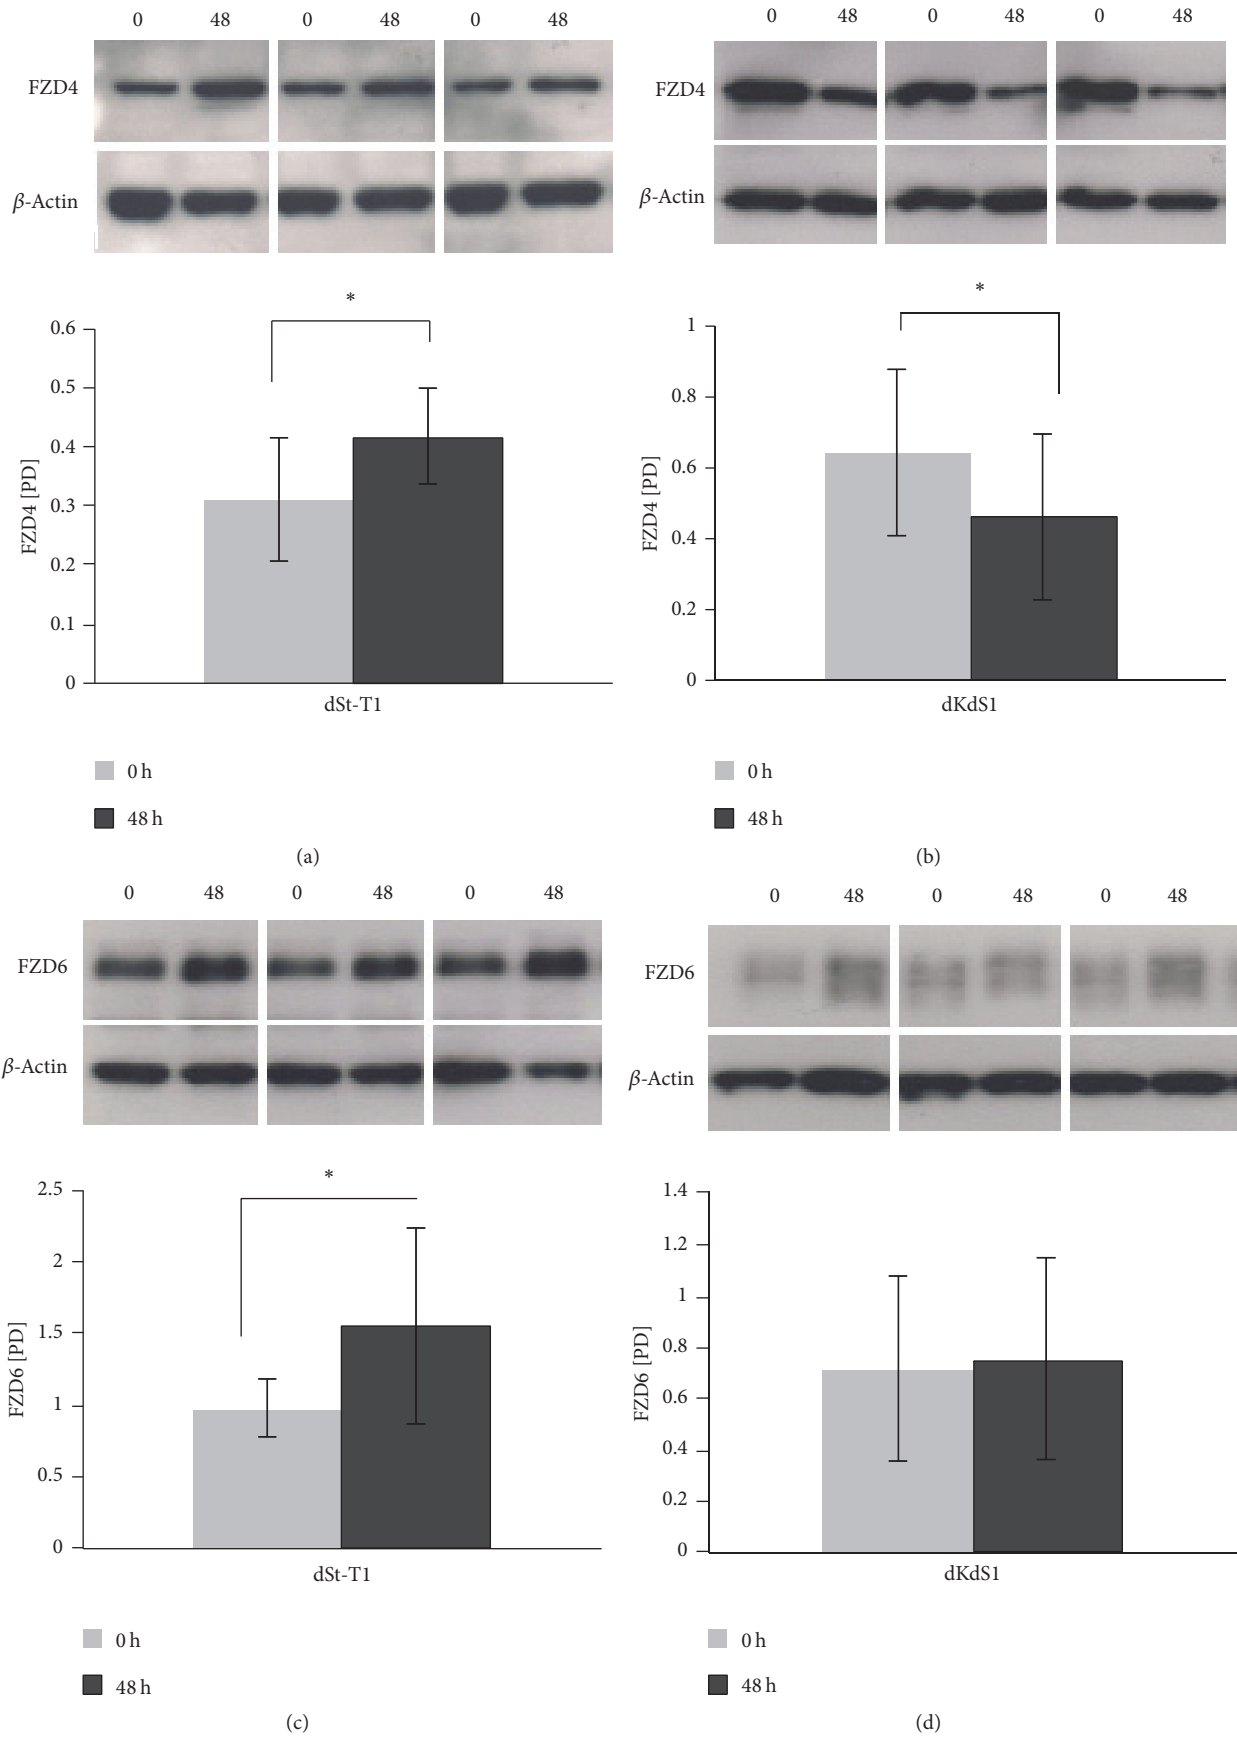 0 48 0 48 0 48
FZD4
β-Actin
*
0.6
0.5
0.4
0.3
0.2
0.1
0
FZD4 [PD]
dSt-T1
0 h
48 h
(a)
0 48 0 48 0 48
FZD4
β-Actin
*
1
0.8
0.6
0.4
0.2
0
FZD4 [PD]
dKdS1
0 h
48 h
(b)
0 48 0 48 0 48
FZD6
β-Actin
*
2.5
2
1.5
1
0.5
0
FZD6 [PD]
dSt-T1
0 h
48 h
(c)
0 48 0 48 0 48
FZD6
β-Actin
1.4
1.2
1
0.8
0.6
0.4
0.2
0
FZD6 [PD]
dKdS1
0 h
48 h
(d)